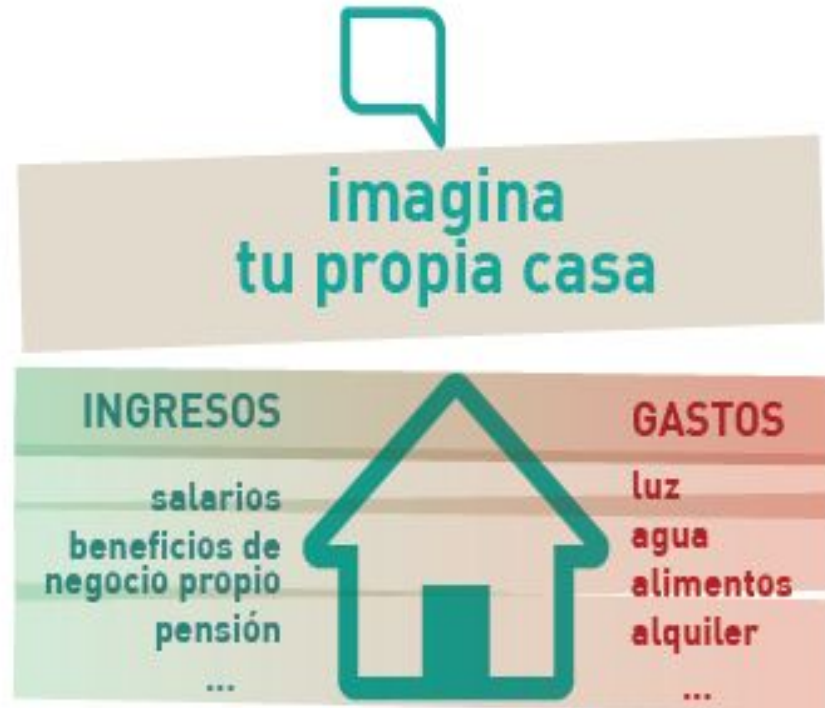 imagina
tu propia casa
INGRESOS
salarios
beneficios de
negocio propio
pensión
...
GASTOS
luz
agua
alimentos
alquiler
...